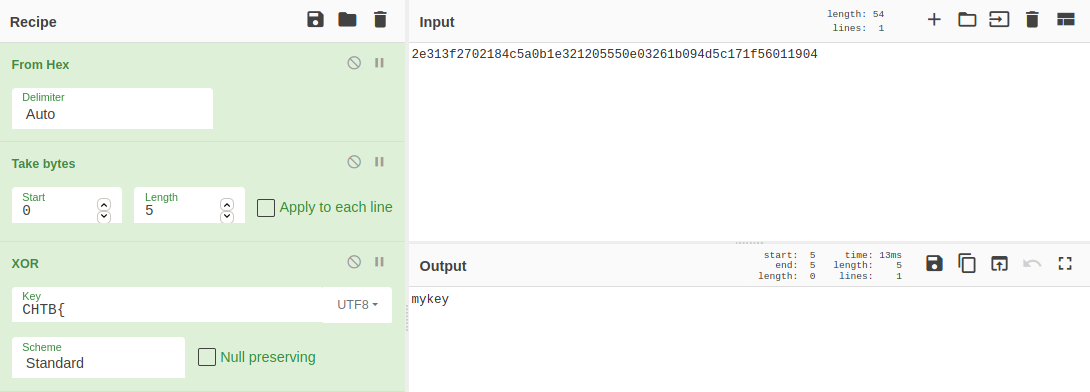 Recipe
From Hex
Delimiter
Auto
Take bytes
Start
0
Length
5
Apply to each line
XOR
Key
CHTB{
UTF8
Scheme
Standard
Null preserving
Input
length: 54
lines: 1
2e313f2702184c5a0b1e321205550e03261b094d5c171f56011904
Output
start: 5 time: 13ms
end: 5 length: 5
length: 0 lines: 1
mykey